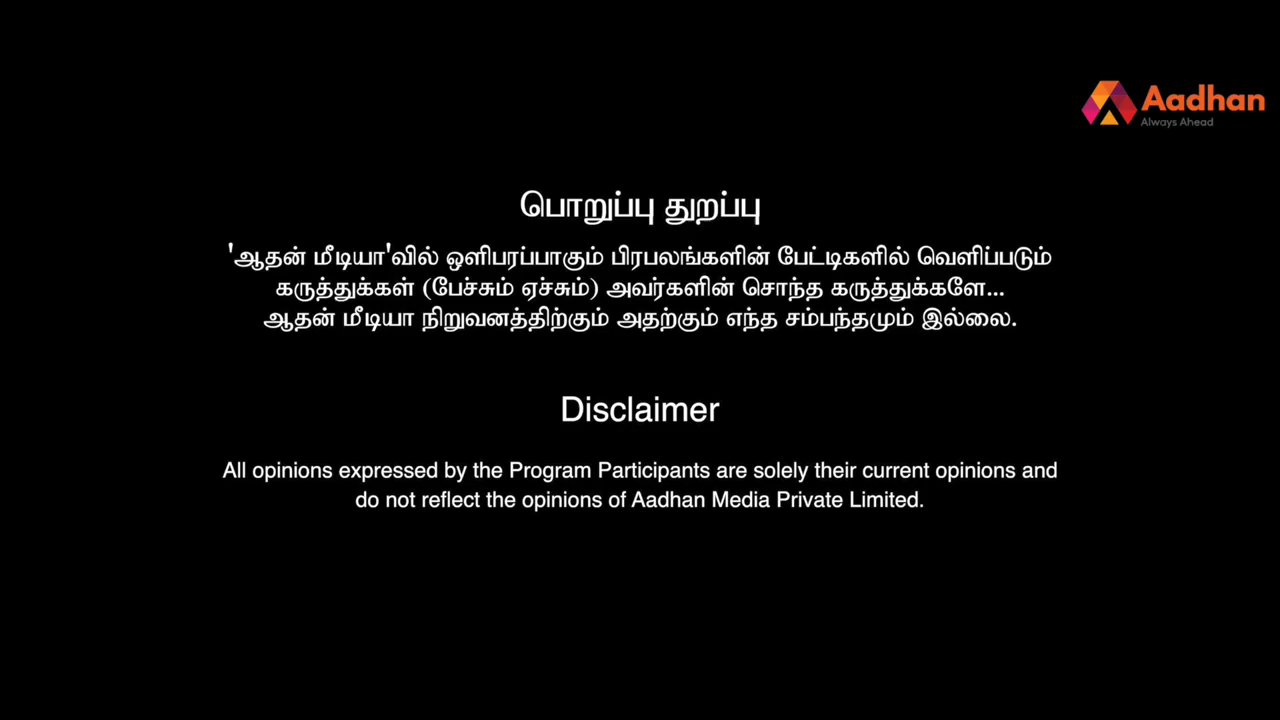 Aadhan
Always Ahead
பொறுப்பு துறப்பு
'ஆதன் மீடியா'வில் ஒளிபரப்பாகும் பிரபலங்களின் பேட்டிகளில் வெளிப்படும்
கருத்துக்கள் (பேச்சும் ஏச்சும்) அவர்களின் சொந்த கருத்துக்களே...
ஆதன் மீடியா நிறுவனத்திற்கும் அதற்கும் எந்த சம்பந்தமும் இல்லை.
Disclaimer
All opinions expressed by the Program Participants are solely their current opinions and
do not reflect the opinions of Aadhan Media Private Limited.